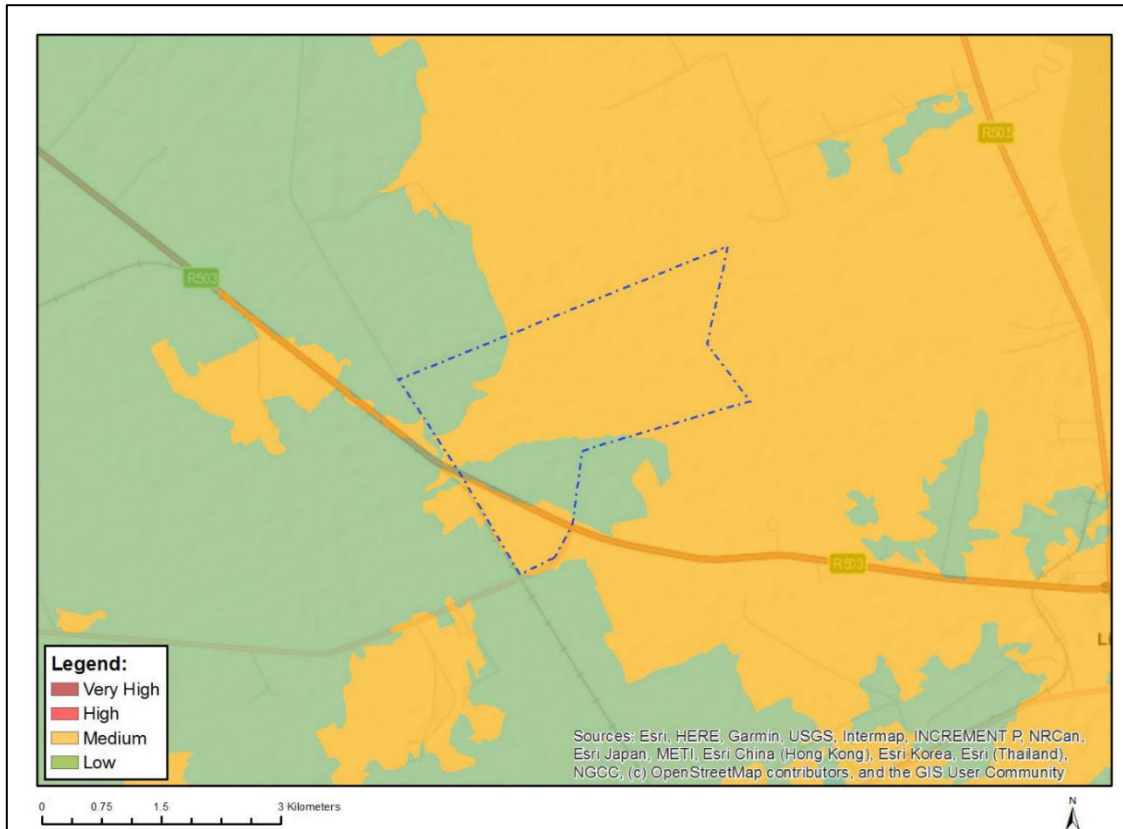 R505
R503
R503
Li
Legend:
Very High
High
Medium
Low
Sources: Esri, HERE, Garmin, USGS, Intermap, INCREMENT P, NRCan,
Esri Japan, METI, Esri China (Hong Kong), Esri Korea, Esri (Thailand),
NGCC, (c) OpenStreetMap contributors, and the GIS User Community
0 0.75 1.5 3 Kilometers
N